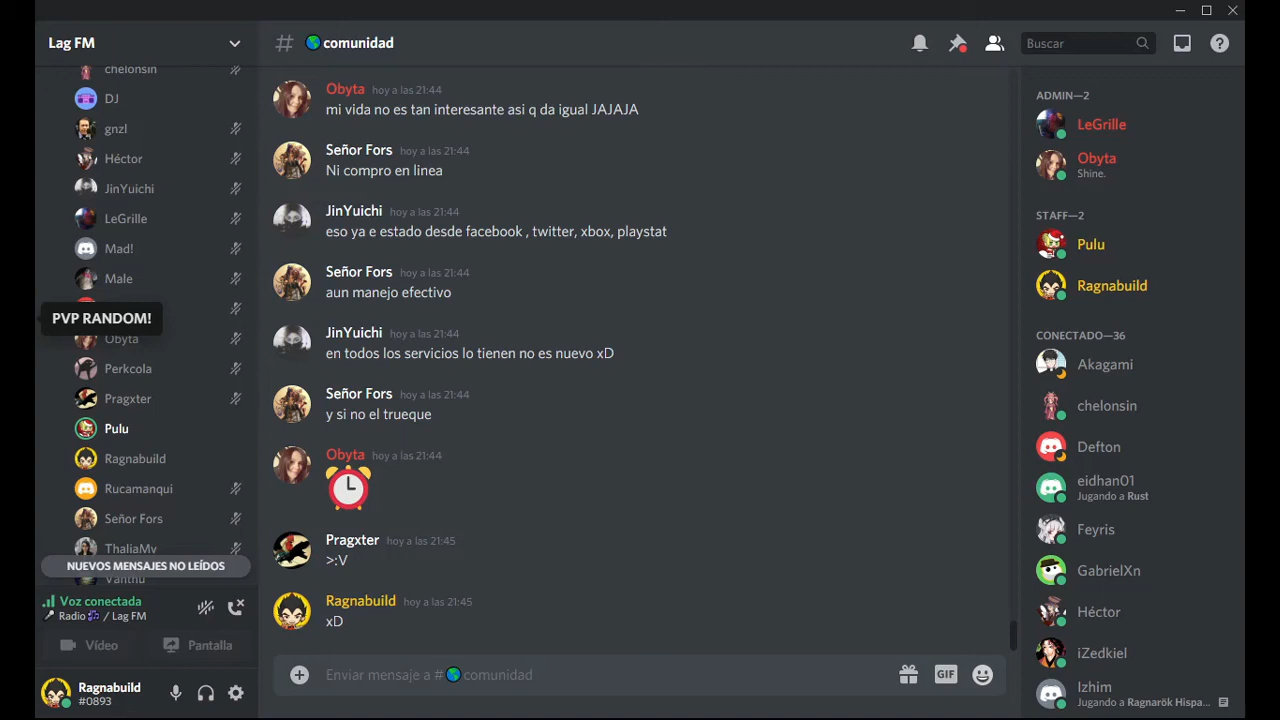 Lag FM
comunidad
Buscar
chelonsin
DJ
gnzl
Héctor
JinYuichi
LeGrille
Mad!
Male
PVP RANDOM!
Obyta
Perkcola
Pragxter
Pulu
Ragnabuild
Rucamanqui
Señor Fors
ThaliaMv
NUEVOS MENSAJES NO LEÍDOS
Voz conectada
Radio / Lag FM
Vídeo
Pantalla
Ragnabuild
#0893
Obyta hoy a las 21:44
mi vida no es tan interesante asi q da igual JAJAJA
Señor Fors hoy a las 21:44
Ni compro en linea
JinYuichi hoy a las 21:44
eso ya e estado desde facebook , twitter, xbox, playstat
Señor Fors hoy a las 21:44
aun manejo efectivo
JinYuichi hoy a las 21:44
en todos los servicios lo tienen no es nuevo xD
Señor Fors hoy a las 21:44
y si no el trueque
Obyta hoy a las 21:44
Pragxter hoy a las 21:45
>:V
Ragnabuild hoy a las 21:45
xD
Enviar mensaje a # comunidad
GIF
ADMIN—2
LeGrille
Obyta
Shine.
STAFF—2
Pulu
Ragnabuild
CONECTADO—36
Akagami
chelonsin
Defton
eidhan01
Jugando a Rust
Feyris
GabrielXn
Héctor
iZedkiel
Izhim
Jugando a Ragnarök Hispa...